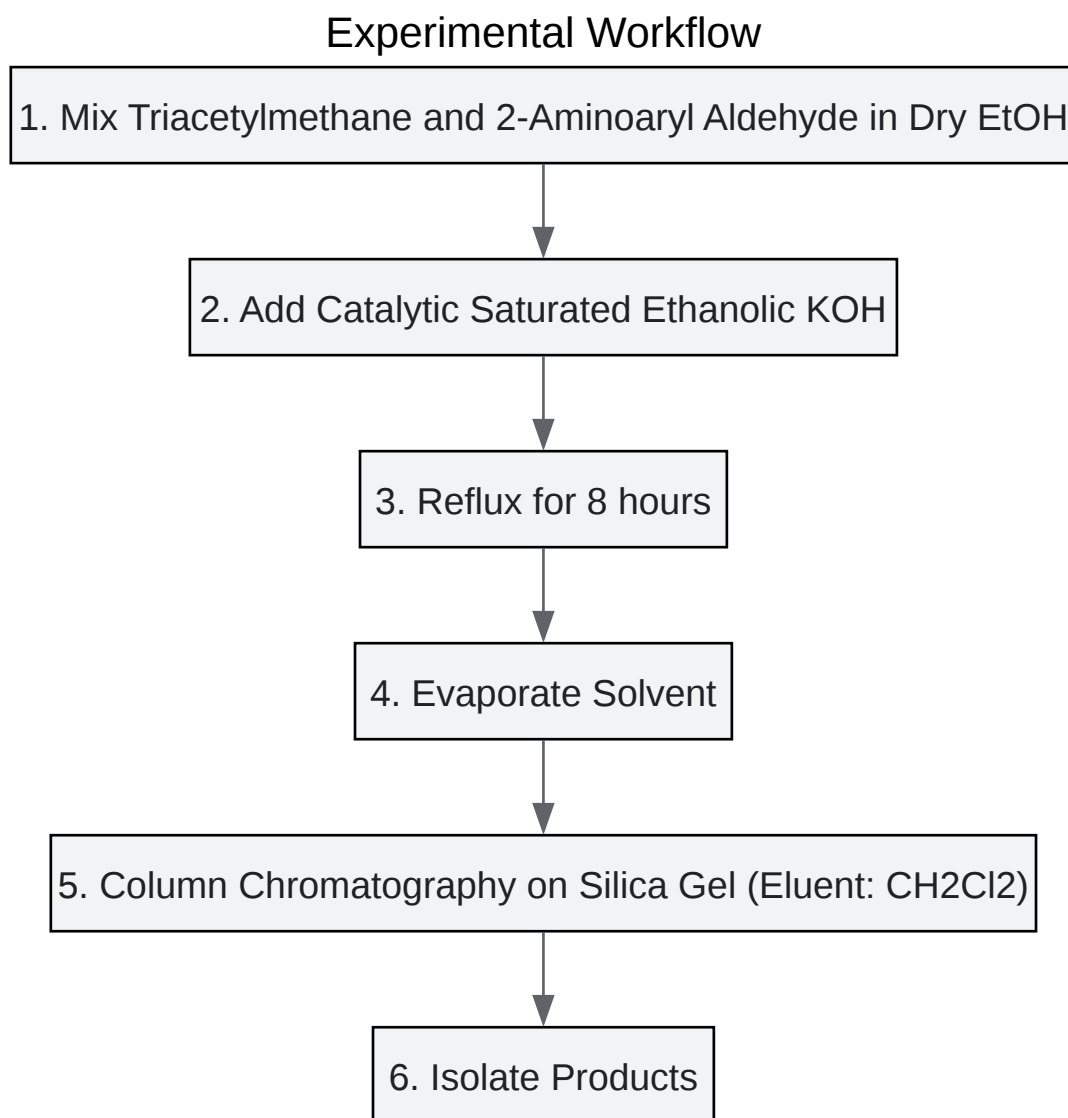 Experimental Workflow
1. Mix Triacetylmethane and 2-Aminoaryl Aldehyde in Dry EtOH
2. Add Catalytic Saturated Ethanolic KOH
3. Reflux for 8 hours
4. Evaporate Solvent
5. Column Chromatography on Silica Gel (Eluent: CH2Cl2)
6. Isolate Products